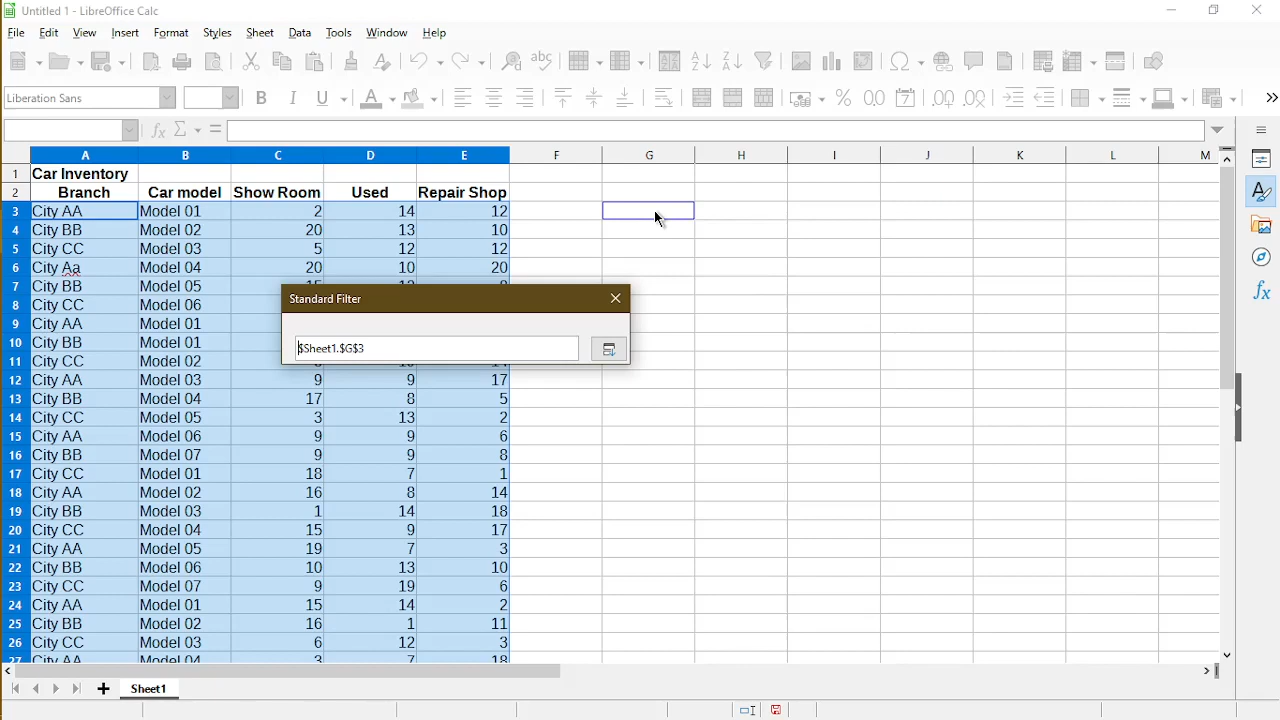 Untitled 1 - LibreOffice Calc
File Edit View Insert Format Styles Sheet Data Tools Window Help
Liberation Sans
A B C D E F G H I J K L M
1 Car Inventory
2 Branch Car model Show Room Used Repair Shop
3 City AA Model 01 2 14 12
4 City BB Model 02 20 13 10
5 City CC Model 03 5 12 12
6 City Aa Model 04 20 10 20
7 City BB Model 05
8 City CC Model 06
9 City AA Model 01
10 City BB Model 01
11 City CC Model 02
12 City AA Model 03 9 9 17
13 City BB Model 04 17 8 5
14 City CC Model 05 3 13 2
15 City AA Model 06 9 9 6
16 City BB Model 07 9 9 8
17 City CC Model 01 18 7 1
18 City AA Model 02 16 8 14
19 City BB Model 03 1 14 18
20 City CC Model 04 15 9 17
21 City AA Model 05 19 7 3
22 City BB Model 06 10 13 10
23 City CC Model 07 9 19 6
24 City AA Model 01 15 14 2
25 City BB Model 02 16 1 11
26 City CC Model 03 6 12 3
27 City AA Model 04 3 7 18
Standard Filter
$Sheet1.$G$3
Sheet1